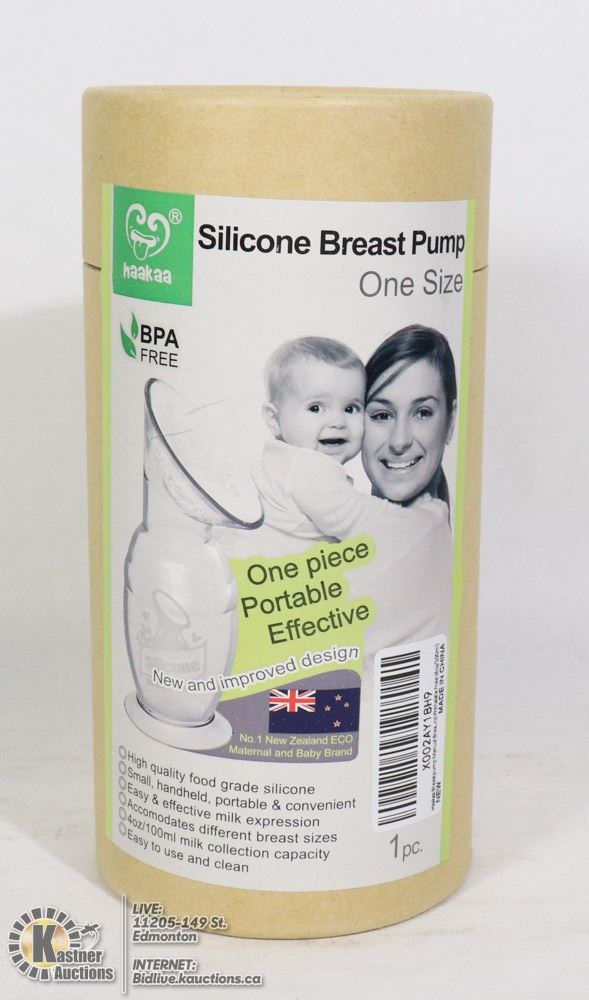 haakaa
®
Silicone Breast Pump
One Size
BPA
FREE
One piece
Portable
Effective
New and improved design
No.1 New Zealand ECO
Maternal and Baby Brand
High quality food grade silicone
Small, handheld, portable & convenient
Easy & effective milk expression
Accomodates different breast sizes
4oz/100ml milk collection capacity
Easy to use and clean
X002AY18H9
NEW
MADE IN CHINA
1 pc.
Kastner
Auctions
LIVE:
11205-149 St.
Edmonton
INTERNET:
Bidlive.kauctions.ca